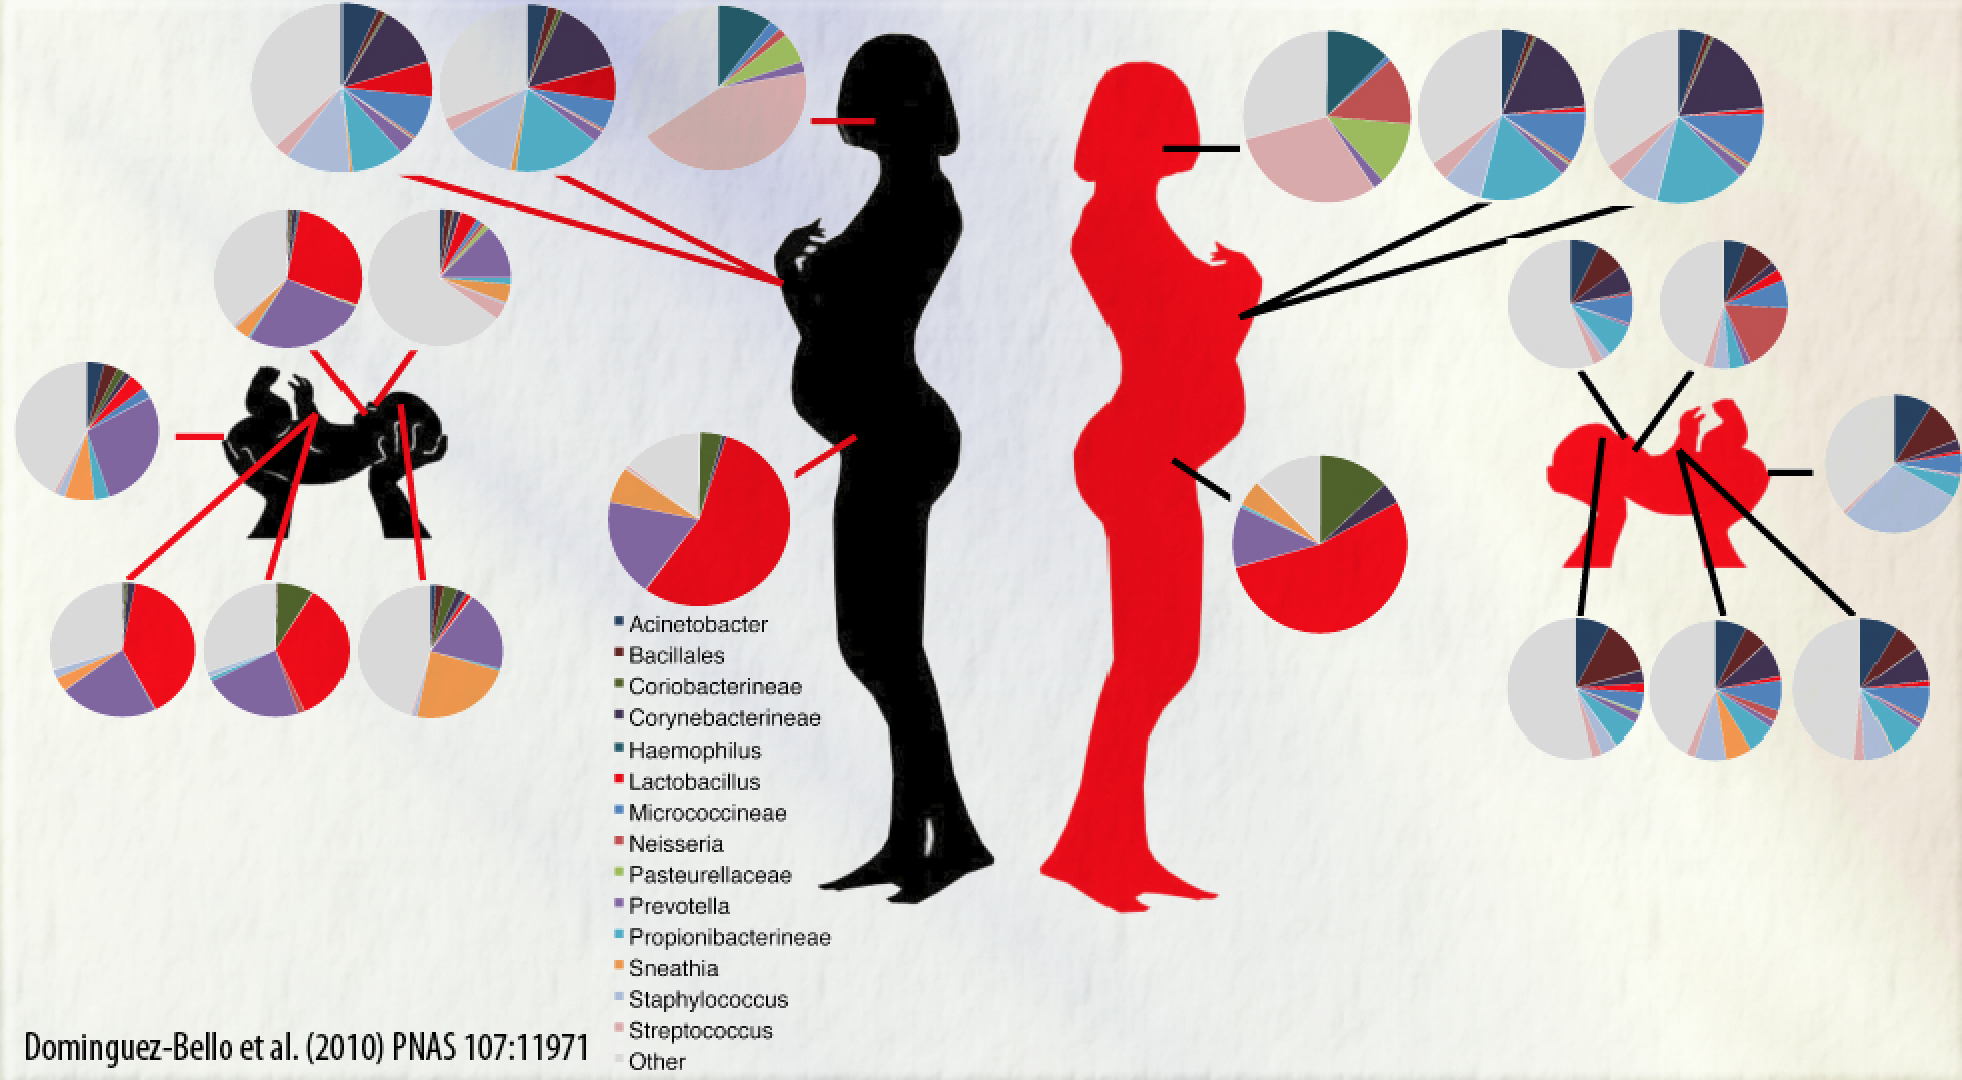 Acinetobacter
Bacillales
Coriobacterineae
Corynebacterineae
Haemophilus
Lactobacillus
Micrococcineae
Neisseria
Pasteurellaceae
Prevotella
Propionibacterineae
Sneathia
Staphylococcus
Streptococcus
Other
Dominguez-Bello et al. (2010) PNAS 107:11971